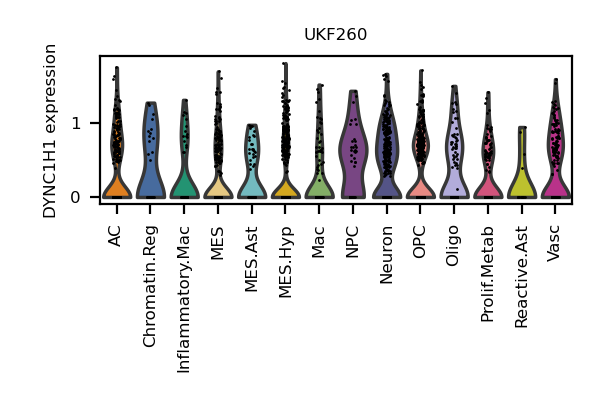 UKF260
DYNC1H1 expression
1
0
AC
Chromatin.Reg
Inflammatory.Mac
MES
MES.Ast
MES.Hyp
Mac
NPC
Neuron
OPC
Oligo
Prolif.Metab
Reactive.Ast
Vasc